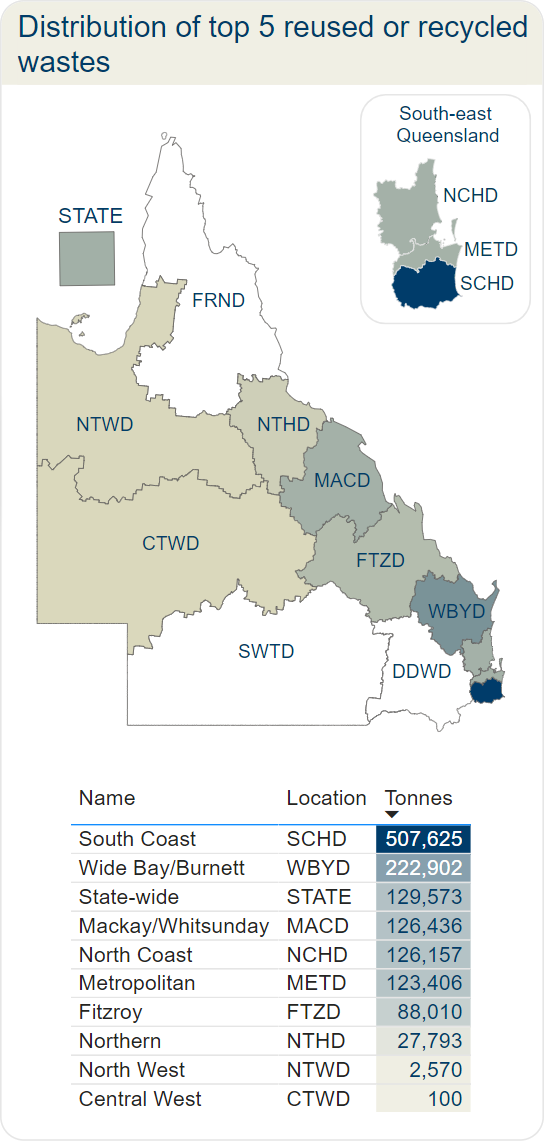 Distribution of top 5 reused or recycled
wastes
South-east
Queensland
NCHD
METD
SCHD
STATE
FRND
NTWD
NTHD
MACD
CTWD
FTZD
WBYD
SWTD
DDWD
Name Location Tonnes
South Coast SCHD 507,625
Wide Bay/Burnett WBYD 222,902
State-wide STATE 129,573
Mackay/Whitsunday MACD 126,436
North Coast NCHD 126,157
Metropolitan METD 123,406
Fitzroy FTZD 88,010
Northern NTHD 27,793
North West NTWD 2,570
Central West CTWD 100